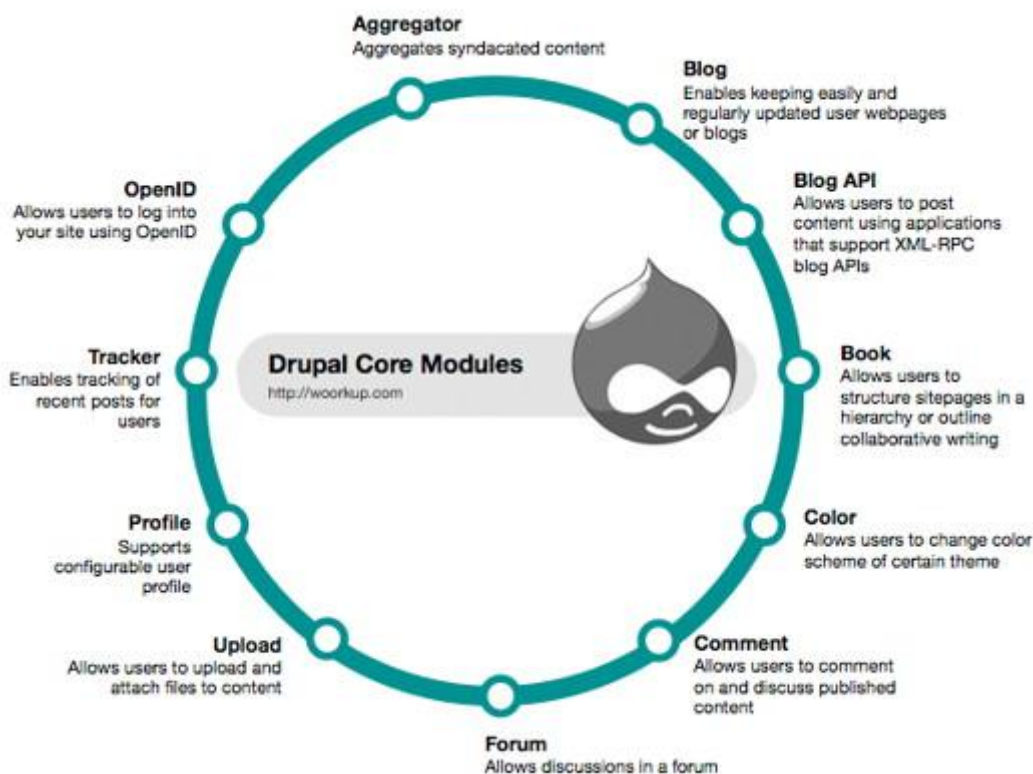 Aggregator
Aggregates syndacated content
Blog
Enables keeping easily and
regularly updated user webpages
or blogs
Blog API
Allows users to post
content using applications
that support XML-RPC
blog APIs
Book
Allows users to
structure sitepages in a
hierarchy or outline
collaborative writing
Color
Allows users to change color
scheme of certain theme
Comment
Allows users to comment
on and discuss published
content
Forum
Allows discussions in a forum
Upload
Allows users to upload and
attach files to content
Profile
Supports
configurable user
profile
Tracker
Enables tracking of
recent posts for
users
OpenID
Allows users to log into
your site using OpenID
Drupal Core Modules
http://woorkup.com